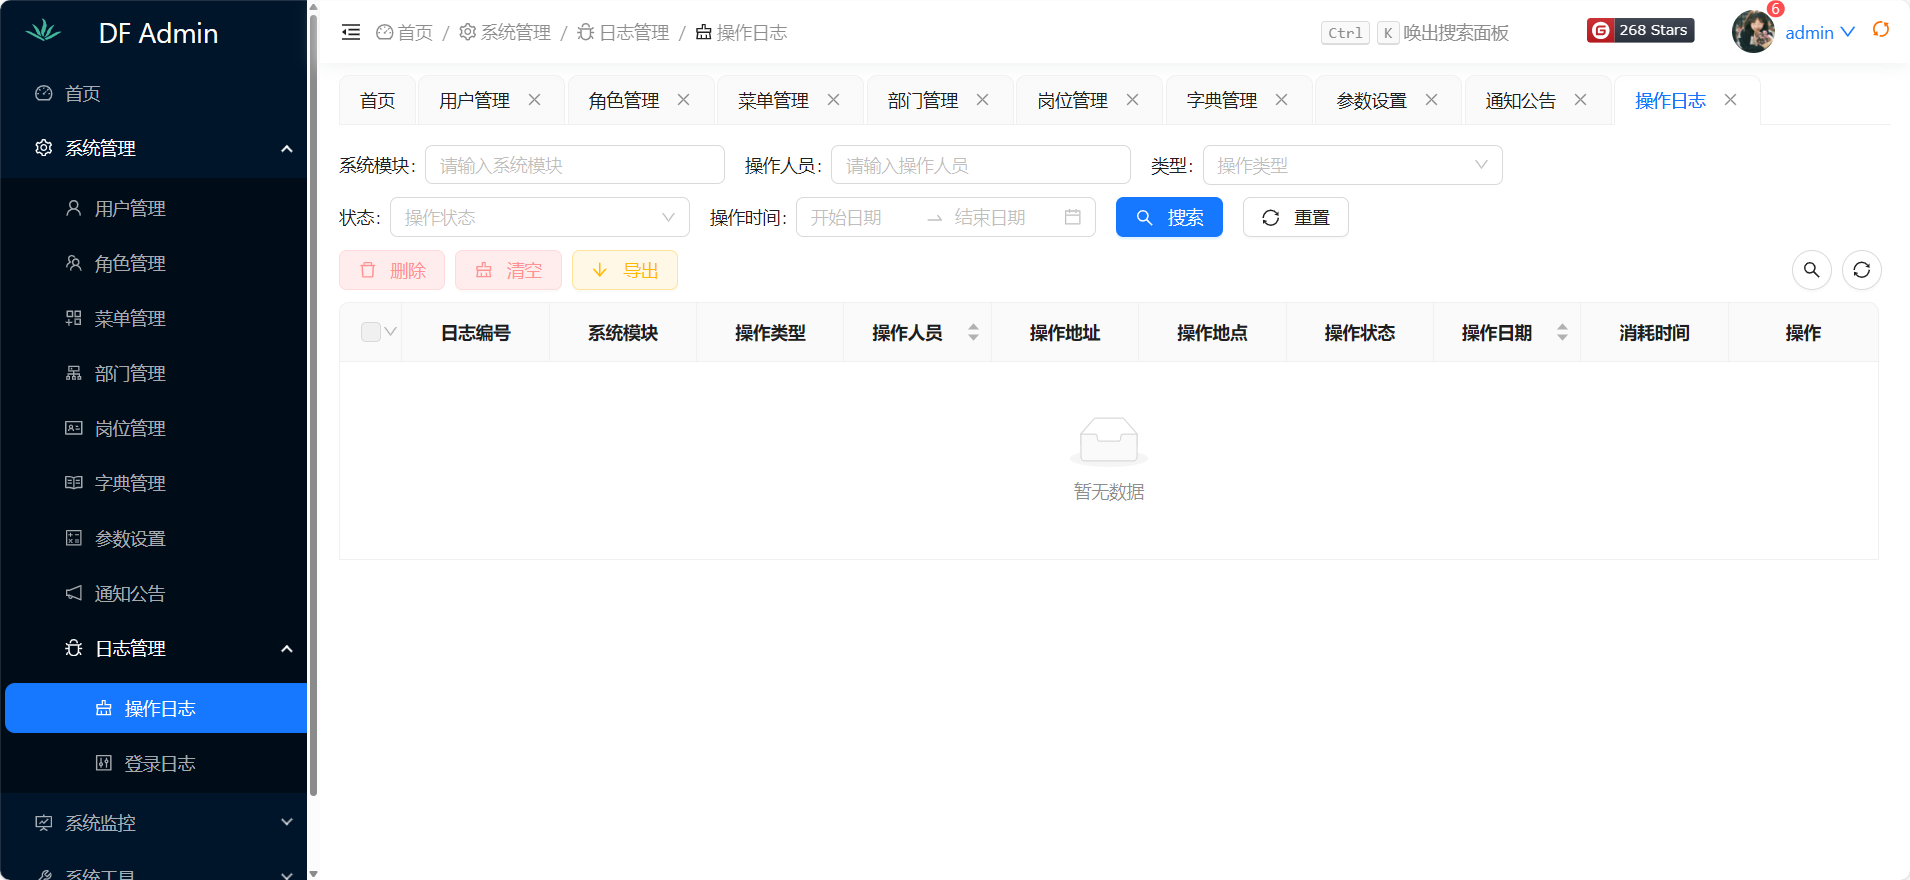 DF Admin
首页
系统管理
用户管理
角色管理
菜单管理
部门管理
岗位管理
字典管理
参数设置
通知公告
日志管理
操作日志
登录日志
系统监控
系统工具
首页 / 系统管理 / 日志管理 / 操作日志
Ctrl K 唤出搜索面板
G 268 Stars
6
admin
首页 用户管理 角色管理 菜单管理 部门管理 岗位管理 字典管理 参数设置 通知公告 操作日志
系统模块: 请输入系统模块 操作人员: 请输入操作人员 类型: 操作类型
状态: 操作状态 操作时间: 开始日期 → 结束日期 搜索 重置
删除 清空 导出
日志编号 系统模块 操作类型 操作人员 操作地址 操作地点 操作状态 操作日期 消耗时间 操作
暂无数据